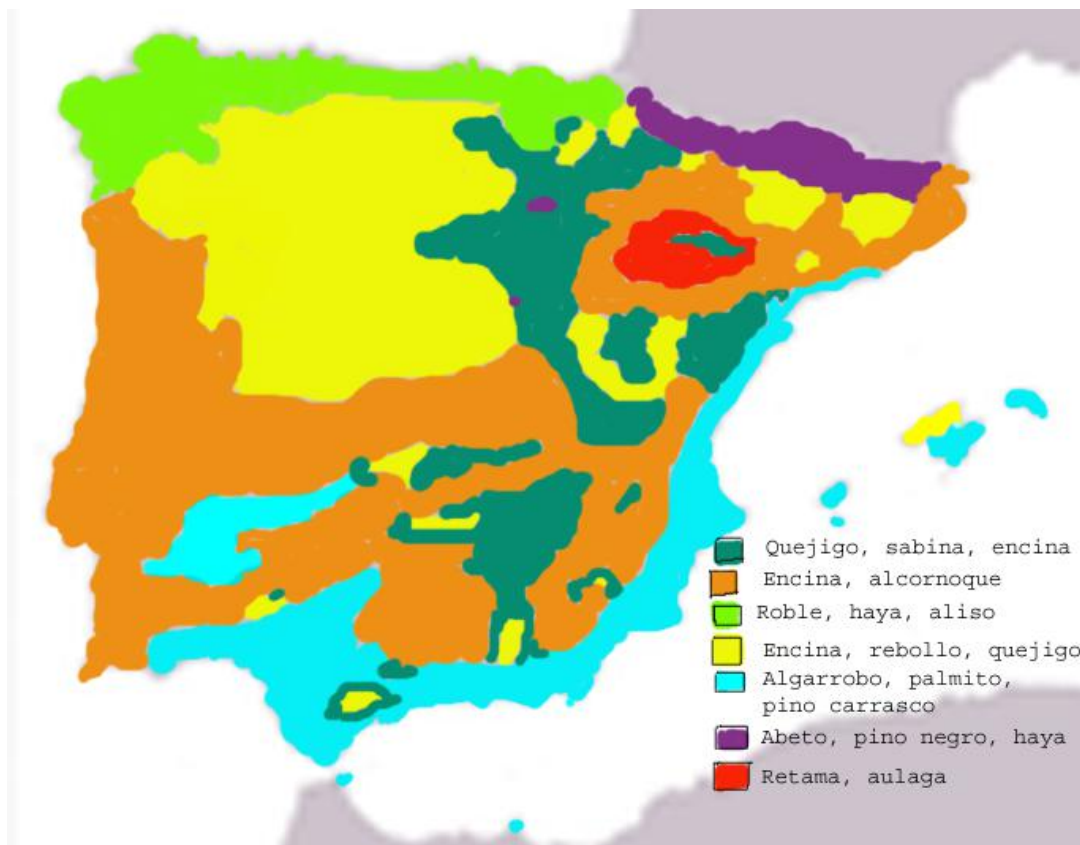 Quejigo, sabina, encina
Encina, alcornoque
Roble, haya, aliso
Encina, rebollo, quejigo
Algarrobo, palmito,
pino carrasco
Abeto, pino negro, haya
Retama, aulaga